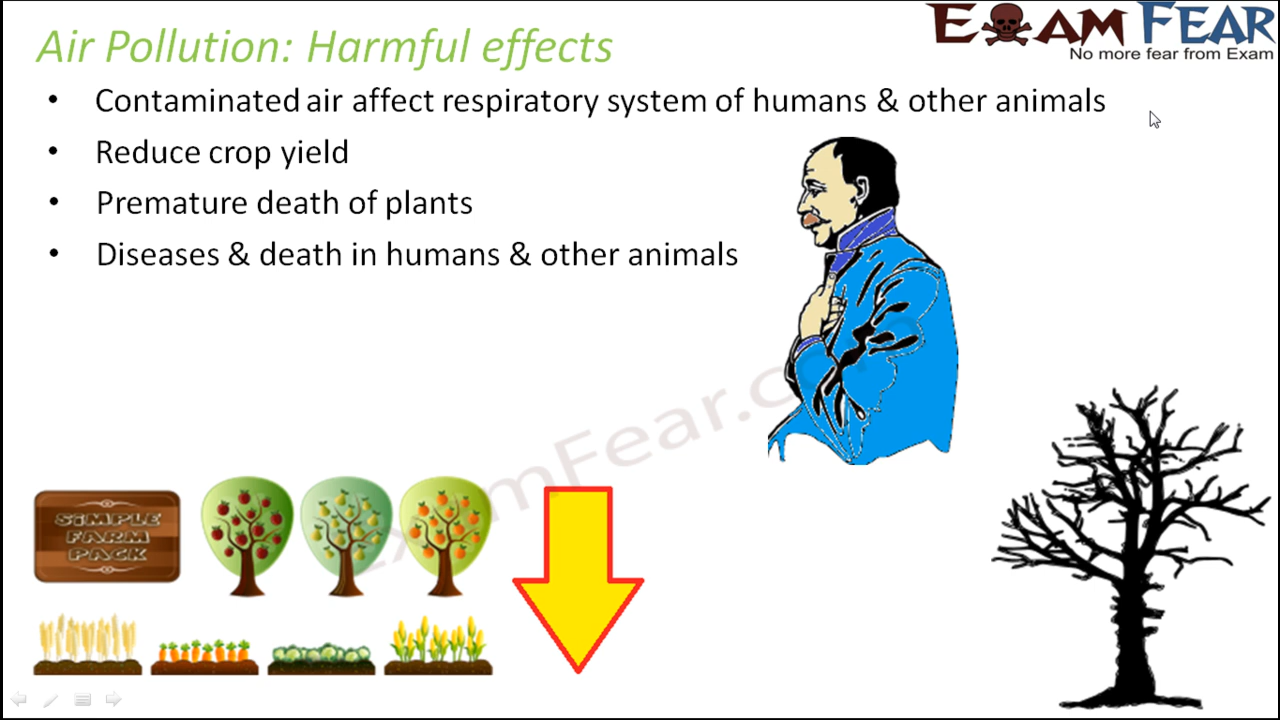 Air Pollution: Harmful effects
EXAM FEAR
No more fear from Exam
• Contaminated air affect respiratory system of humans & other animals
• Reduce crop yield
• Premature death of plants
• Diseases & death in humans & other animals
ExamFear.com
SIMPLE
FARM
PACK